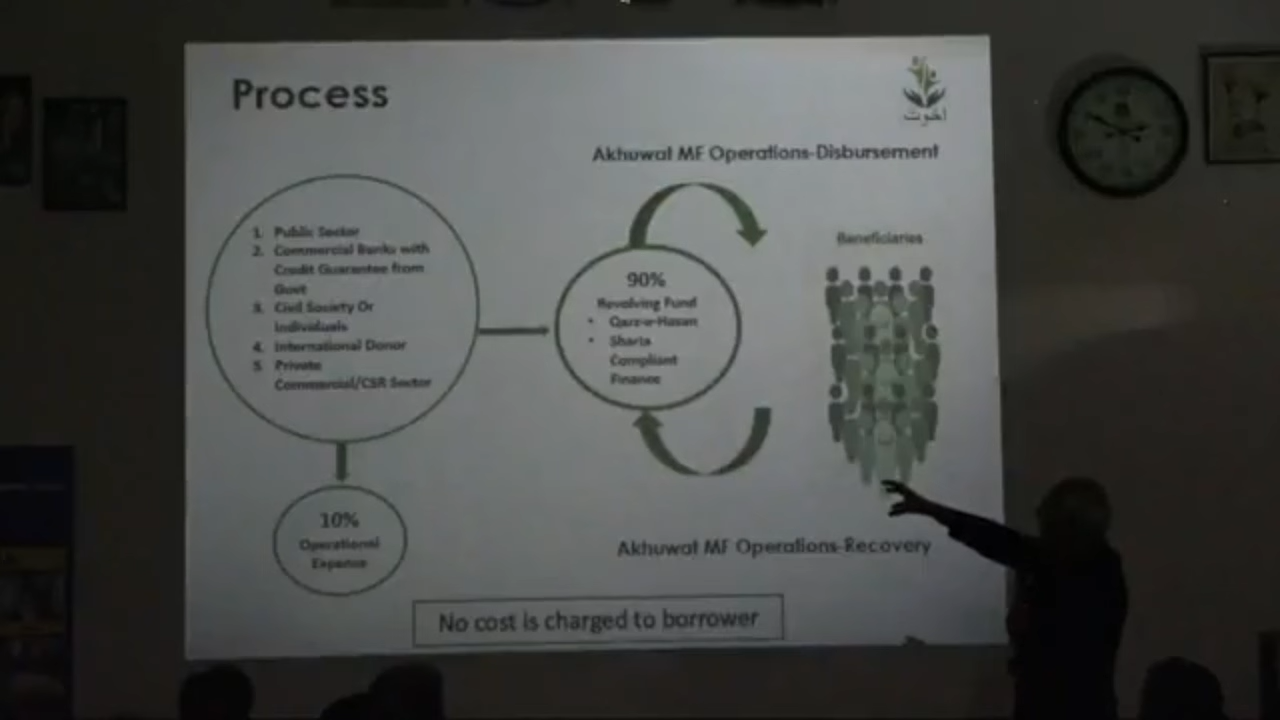 Process
اخوت
Akhuwat MF Operations-Disbursement
1. Public Sector
2. Commercial Banks with
Credit Guarantee from
Govt
3. Civil Society Or
Individuals
4. International Donor
5. Private
Commercial/CSR Sector
90%
Revolving Fund
• Qarz-e-Hasan
• Sharia
Compliant
Finance
Beneficiaries
10%
Operational
Expense
Akhuwat MF Operations-Recovery
No cost is charged to borrower